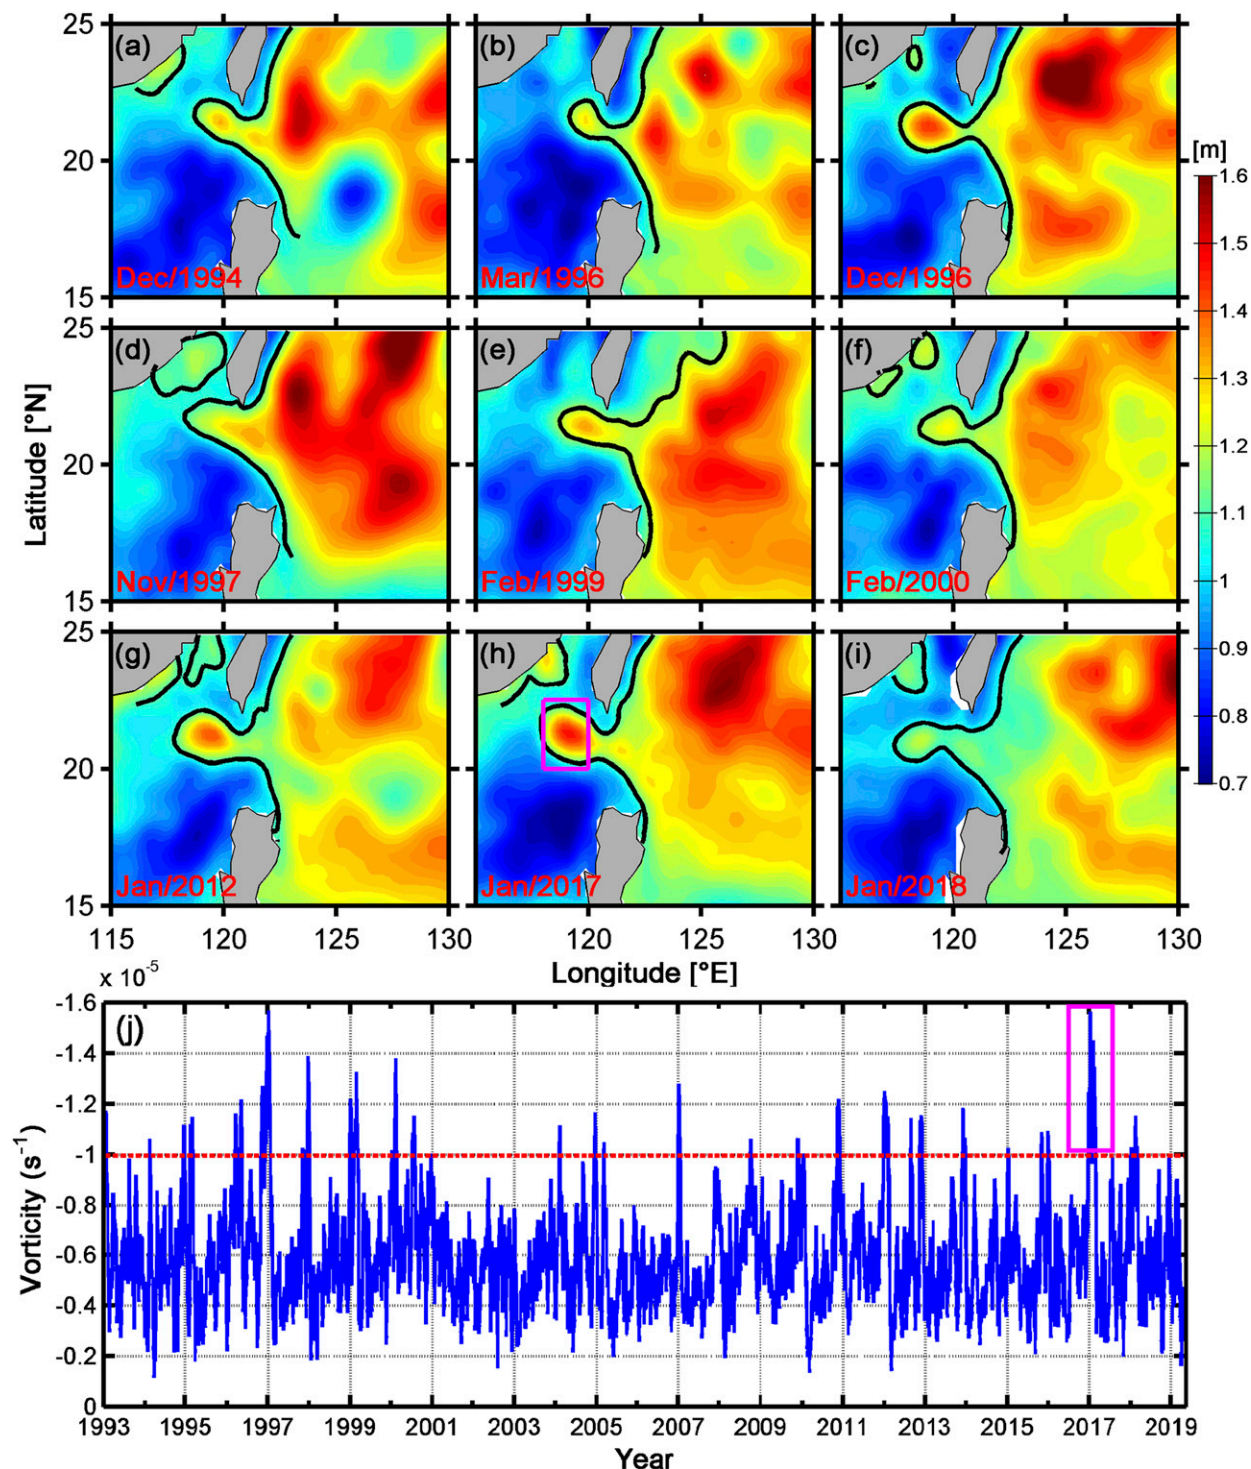 25
(a)
(b)
(c)
20
[m]
1.6
15
Dec/1994
Mar/1996
Dec/1996
1.5
1.4
25
(d)
(e)
(f)
1.3
20
1.2
1.1
15
Nov/1997
Feb/1999
Feb/2000
1
Latitude [°N]
25
(g)
(h)
(i)
0.9
0.8
20
0.7
15
Jan/2012
Jan/2017
Jan/2018
115 120 125 130 120 125 130 120 125 130
Longitude [°E]
x 10-5
-1.6
(j)
-1.4
-1.2
-1
-0.8
-0.6
-0.4
-0.2
0
Vorticity (s-1)
1993 1995 1997 1999 2001 2003 2005 2007 2009 2011 2013 2015 2017 2019
Year